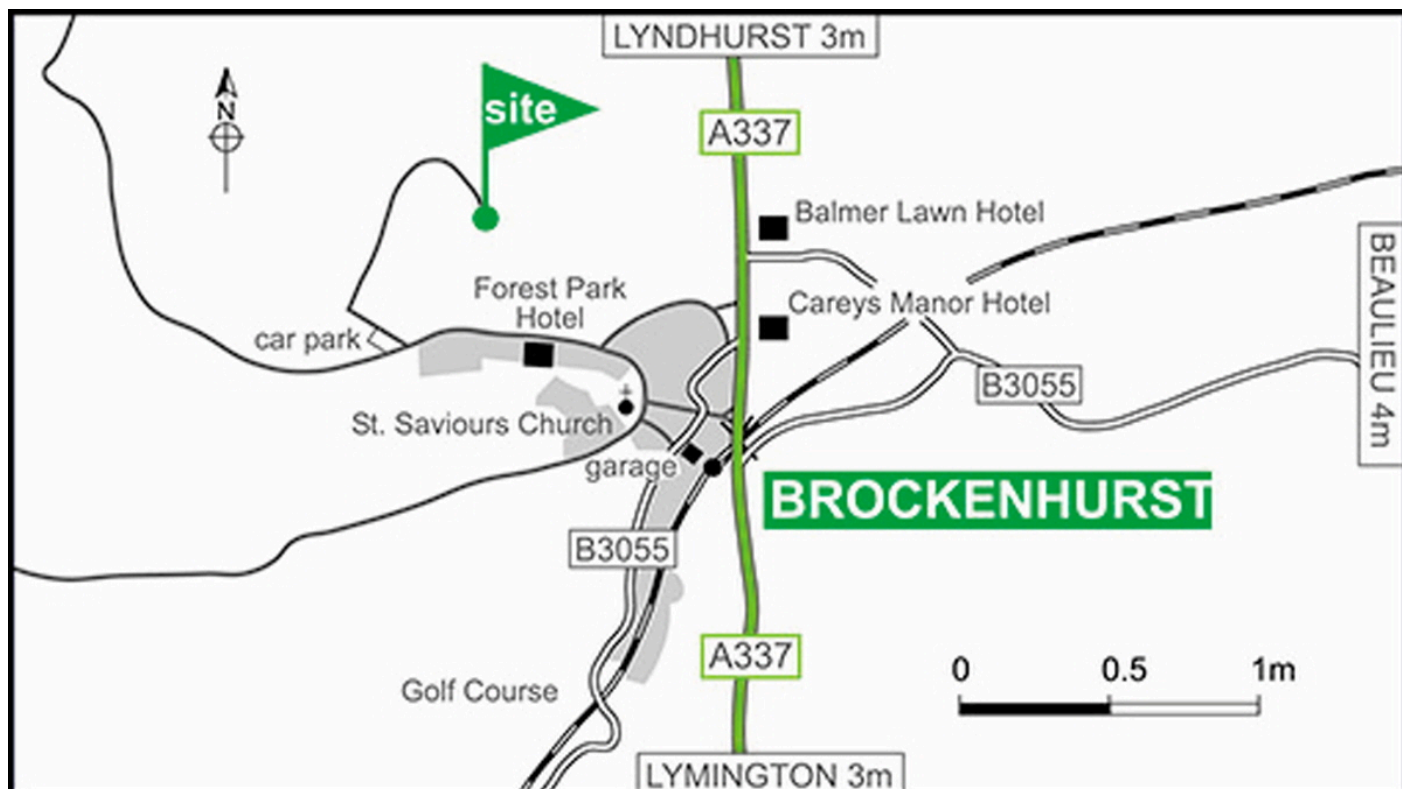 LYNDHURST 3m
N
site
A337
Balmer Lawn Hotel
Forest Park
Hotel
Careys Manor Hotel
car park
BEAULIEU 4m
B3055
St. Saviours Church
garage
BROCKENHURST
B3055
A337
0 0.5 1m
Golf Course
LYMINGTON 3m